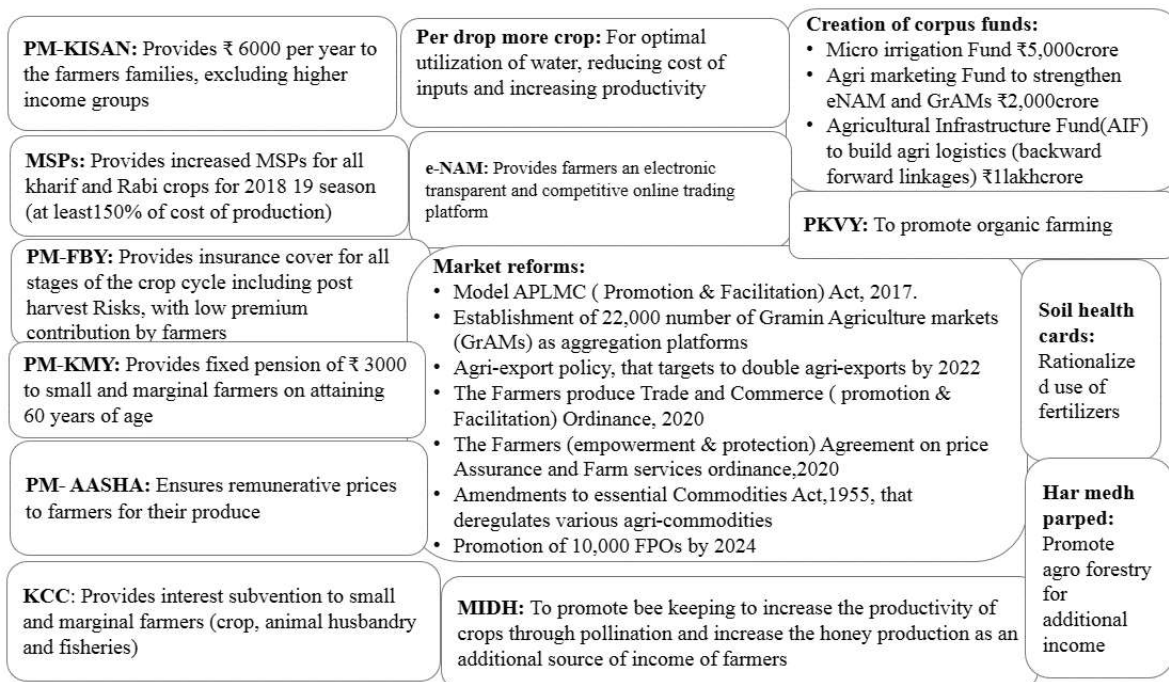 PM-KISAN: Provides ₹ 6000 per year to
the farmers families, excluding higher
income groups
Per drop more crop: For optimal
utilization of water, reducing cost of
inputs and increasing productivity
Creation of corpus funds:
• Micro irrigation Fund ₹5,000crore
• Agri marketing Fund to strengthen
eNAM and GrAMs ₹2,000crore
• Agricultural Infrastructure Fund(AIF)
to build agri logistics (backward
forward linkages) ₹1lakhcrore
MSPs: Provides increased MSPs for all
kharif and Rabi crops for 2018 19 season
(at least150% of cost of production)
e-NAM: Provides farmers an electronic
transparent and competitive online trading
platform
PKVY: To promote organic farming
PM-FBY: Provides insurance cover for all
stages of the crop cycle including post
harvest Risks, with low premium
contribution by farmers
Market reforms:
• Model APLMC ( Promotion & Facilitation) Act, 2017.
• Establishment of 22,000 number of Gramin Agriculture markets
(GrAMs) as aggregation platforms
• Agri-export policy, that targets to double agri-exports by 2022
• The Farmers produce Trade and Commerce ( promotion &
Facilitation) Ordinance, 2020
• The Farmers (empowerment & protection) Agreement on price
Assurance and Farm services ordinance,2020
• Amendments to essential Commodities Act,1955, that
deregulates various agri-commodities
• Promotion of 10,000 FPOs by 2024
Soil health
cards:
Rationalize
d use of
fertilizers
PM-KMY: Provides fixed pension of ₹ 3000
to small and marginal farmers on attaining
60 years of age
PM- AASHA: Ensures remunerative prices
to farmers for their produce
Har medh
parped:
Promote
agro forestry
for
additional
income
KCC: Provides interest subvention to small
and marginal farmers (crop, animal husbandry
and fisheries)
MIDH: To promote bee keeping to increase the productivity of
crops through pollination and increase the honey production as an
additional source of income of farmers